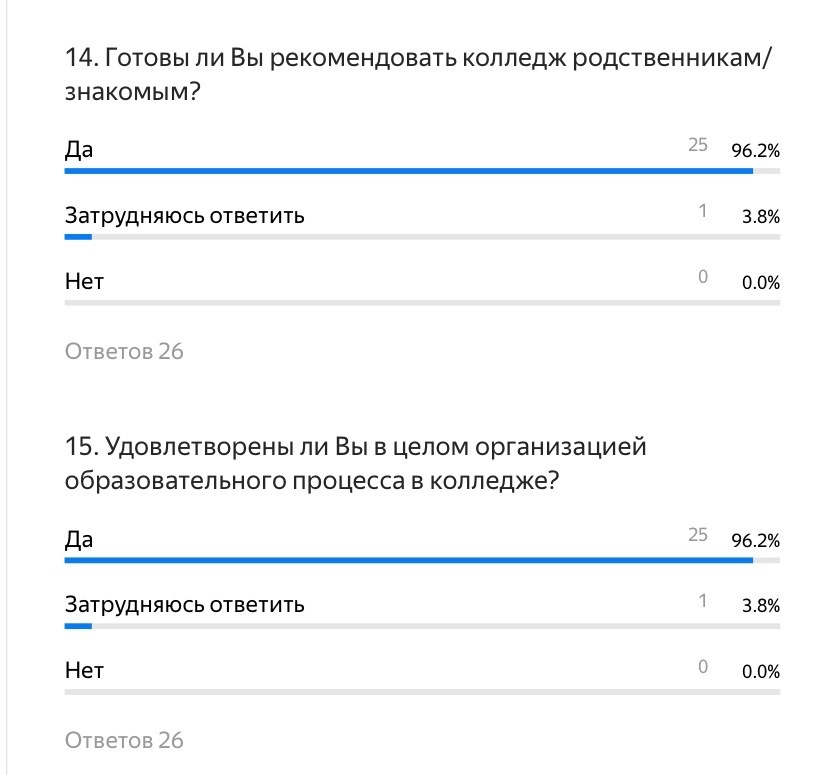 14. Готовы ли Вы рекомендовать колледж родственникам/
знакомым?
Да 25 96.2%
Затрудняюсь ответить 1 3.8%
Нет 0 0.0%
Ответов 26
15. Удовлетворены ли Вы в целом организацией
образовательного процесса в колледже?
Да 25 96.2%
Затрудняюсь ответить 1 3.8%
Нет 0 0.0%
Ответов 26